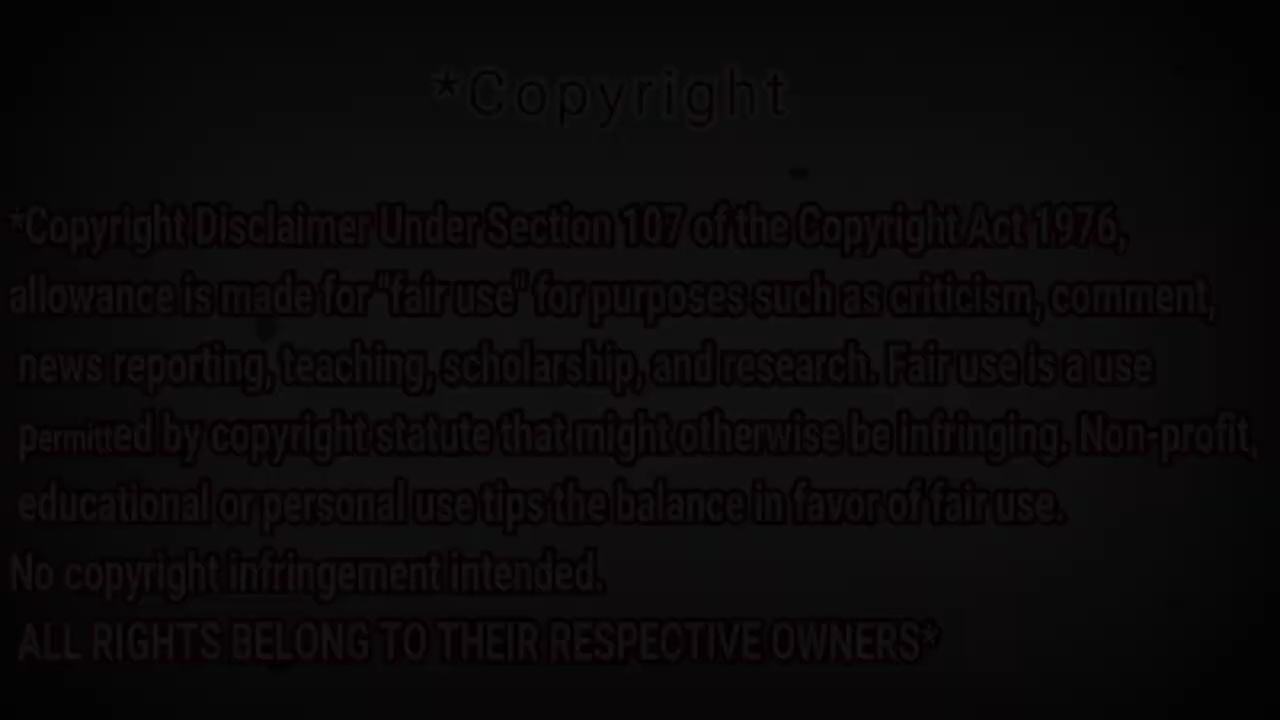 *Copyright
*Copyright Disclaimer Under Section 107 of the Copyright Act 1976,
allowance is made for "fair use" for purposes such as criticism, comment,
news reporting, teaching, scholarship, and research. Fair use is a use
permitted by copyright statute that might otherwise be infringing. Non-profit,
educational or personal use tips the balance in favor of fair use.
No copyright infringement intended.
ALL RIGHTS BELONG TO THEIR RESPECTIVE OWNERS*